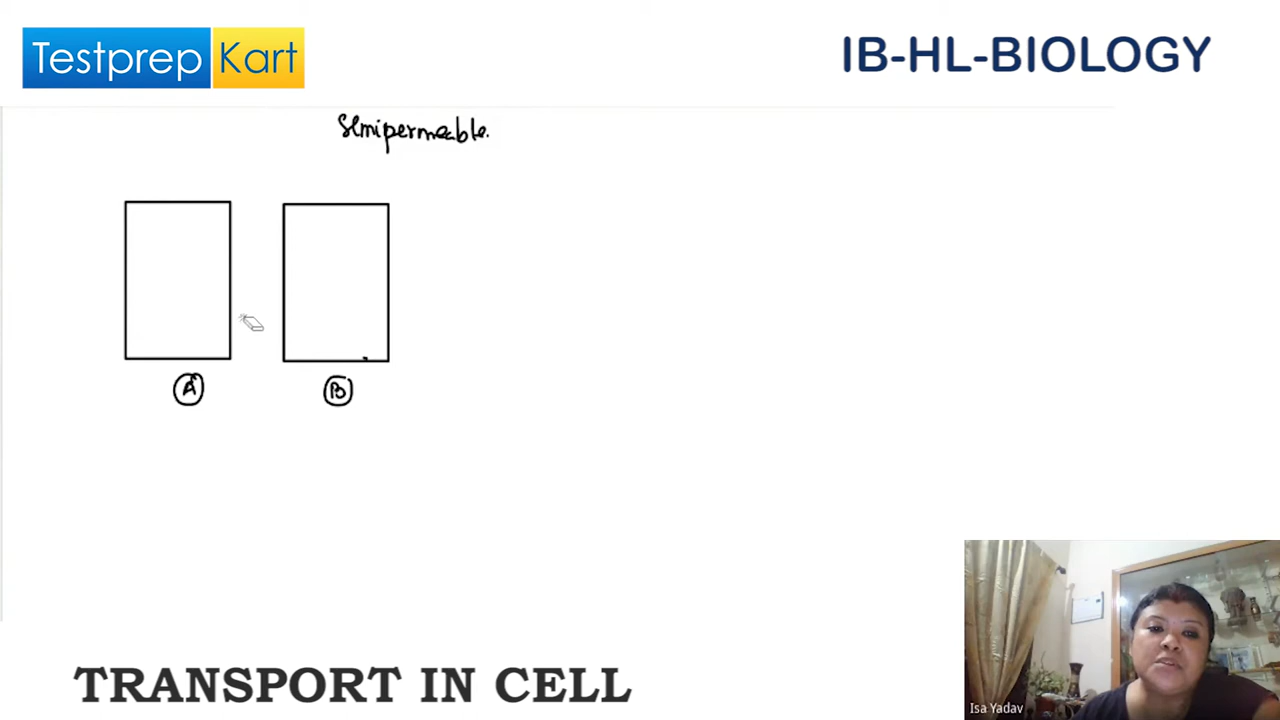 Testprep Kart
IB-HL-BIOLOGY
Semipermeable.
A
B
TRANSPORT IN CELL
Isa Yadav